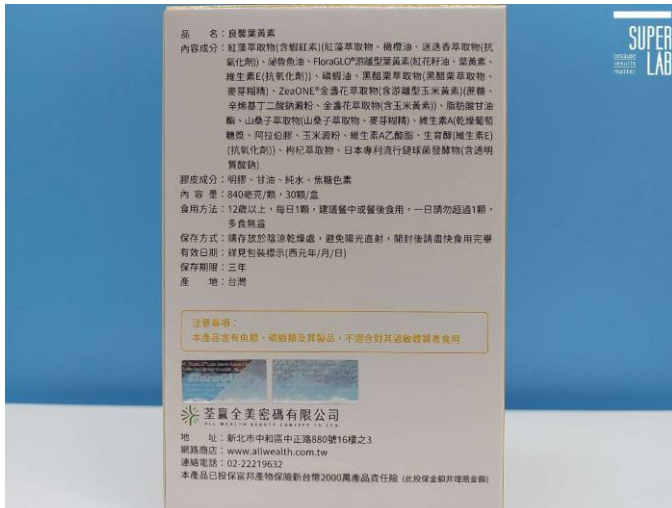 SUPER
LAB
because
results
matter
品　　名：良馨葉黃素
內容成分：紅藻萃取物(含蝦紅素)(紅藻萃取物、橄欖油、迷迭香萃取物(抗
氧化劑))、祕魯魚油、FloraGLO®游離型葉黃素(紅花籽油、葉黃素、
維生素E(抗氧化劑))、磷蝦油、黑醋栗萃取物(黑醋栗萃取物、
麥芽糊精)、ZeaONE®金盞花萃取物(含游離型玉米黃素)(蔗糖、
辛烯基丁二酸鈉澱粉、金盞花萃取物(含玉米黃素))、脂肪酸甘油
酯、山桑子萃取物(山桑子萃取物、麥芽糊精)、維生素A(乾燥葡萄
糖漿、阿拉伯膠、玉米澱粉、維生素A乙酸酯、生育醇(維生素E)
(抗氧化劑))、枸杞萃取物、日本專利流行鏈球菌發酵物(含透明
質酸鈉)
膠皮成分：明膠、甘油、純水、焦糖色素
內 容 量：840毫克/顆，30顆/盒
食用方法：12歲以上，每日1顆，建議餐中或餐後食用，一日請勿超過1顆，
多食無益
保存方式：請存放於陰涼乾燥處，避免陽光直射，開封後請盡快食用完畢
有效日期：詳見包裝標示(西元年/月/日)
保存期限：三年
產　　地：台灣
注意事項：
本產品含有魚類、磷蝦類及其製品，不適合對其過敏體質者食用
荃贏全美密碼有限公司
ALL WEALTH BEAUTY CONCEPT CO LTD
地　　址：新北市中和區中正路880號16樓之3
網路商店：www.allwealth.com.tw
連絡電話：02-22219632
本產品已投保富邦產物保險新台幣2000萬產品責任險 (此投保金額非理賠金額)